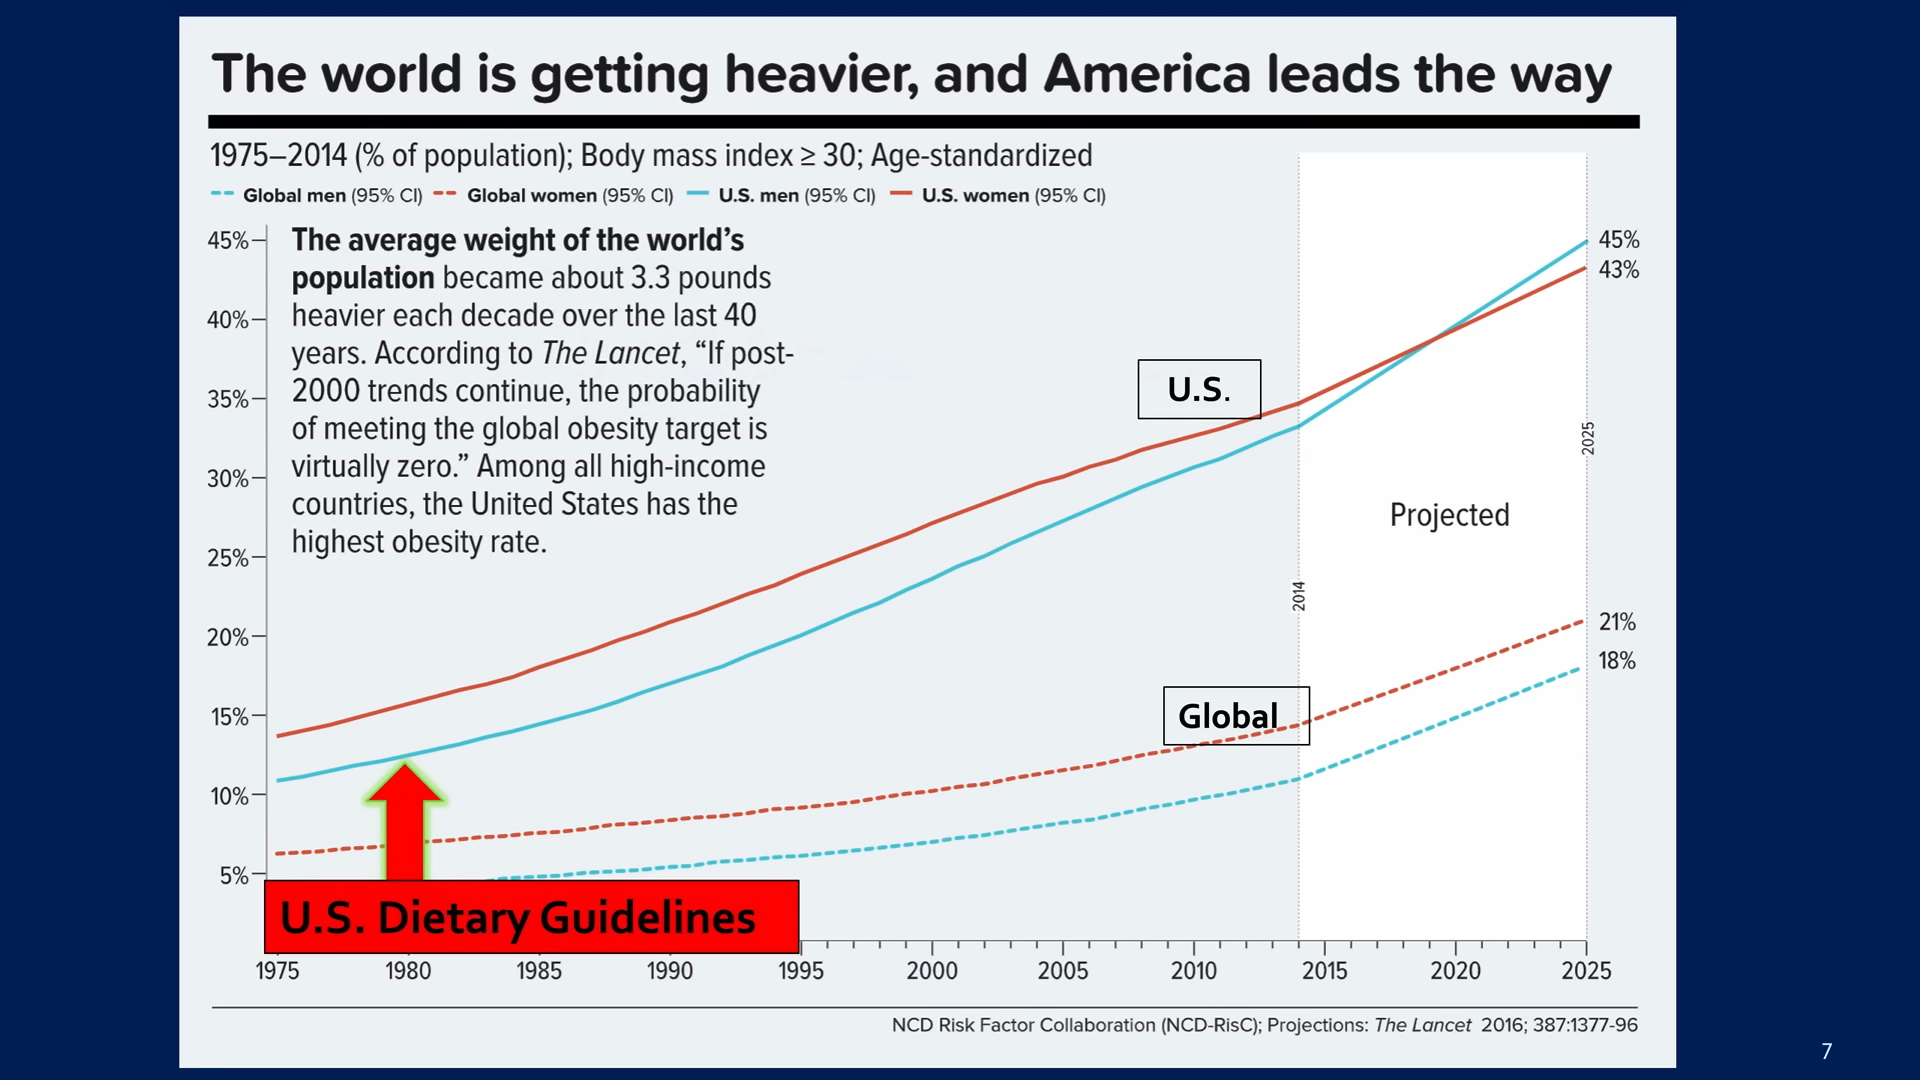 The world is getting heavier, and America leads the way
1975–2014 (% of population); Body mass index ≥ 30; Age-standardized
Global men (95% CI) Global women (95% CI) U.S. men (95% CI) U.S. women (95% CI)
The average weight of the world’s
population became about 3.3 pounds
heavier each decade over the last 40
years. According to The Lancet, “If post-
2000 trends continue, the probability
of meeting the global obesity target is
virtually zero.” Among all high-income
countries, the United States has the
highest obesity rate.
45%
40%
35%
30%
25%
20%
15%
10%
5%
U.S.
Global
Projected
2014
2025
45%
43%
21%
18%
U.S. Dietary Guidelines
1975 1980 1985 1990 1995 2000 2005 2010 2015 2020 2025
NCD Risk Factor Collaboration (NCD-RisC); Projections: The Lancet 2016; 387:1377-96
7